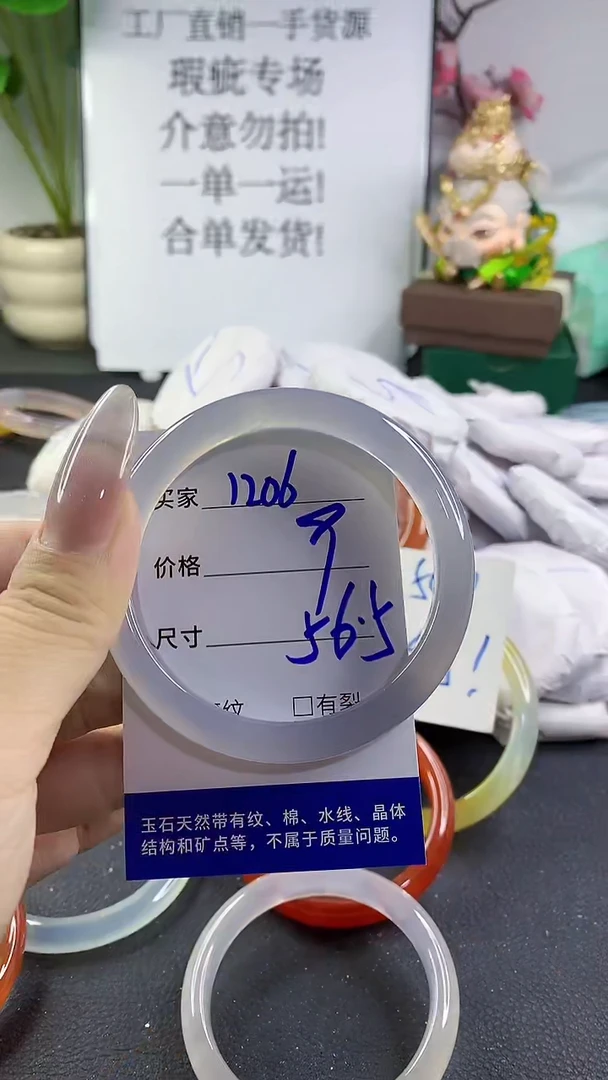 工厂直销一手货源
瑕疵专场
介意勿拍!
一单一运!
合单发货!
买家 1206
价格
尺寸 56.5
纹 □有裂
玉石天然带有纹、棉、水线、晶体
结构和矿点等，不属于质量问题。